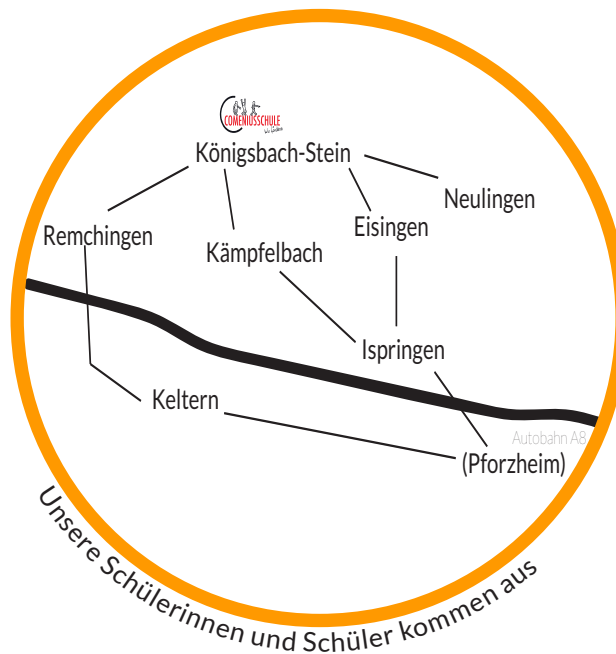 COMENIUSSCHULE
Königsbach-Stein
Neulingen
Eisingen
Remchingen
Kämpfelbach
Ispringen
Keltern
Autobahn A8
(Pforzheim)
Unsere Schülerinnen und Schüler kommen aus